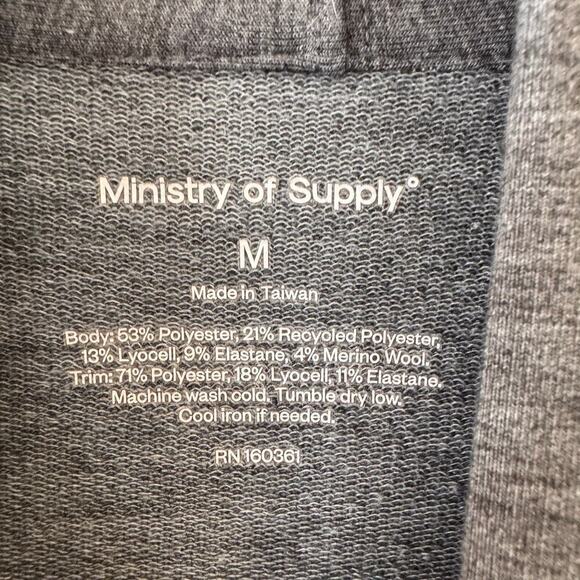 Ministry of Supply°
M
Made in Taiwan
Body: 53% Polyester, 21% Recycled Polyester,
13% Lyocell, 9% Elastane, 4% Merino Wool.
Trim: 71% Polyester, 18% Lyocell, 11% Elastane.
Machine wash cold. Tumble dry low.
Cool iron if needed.
RN 160361